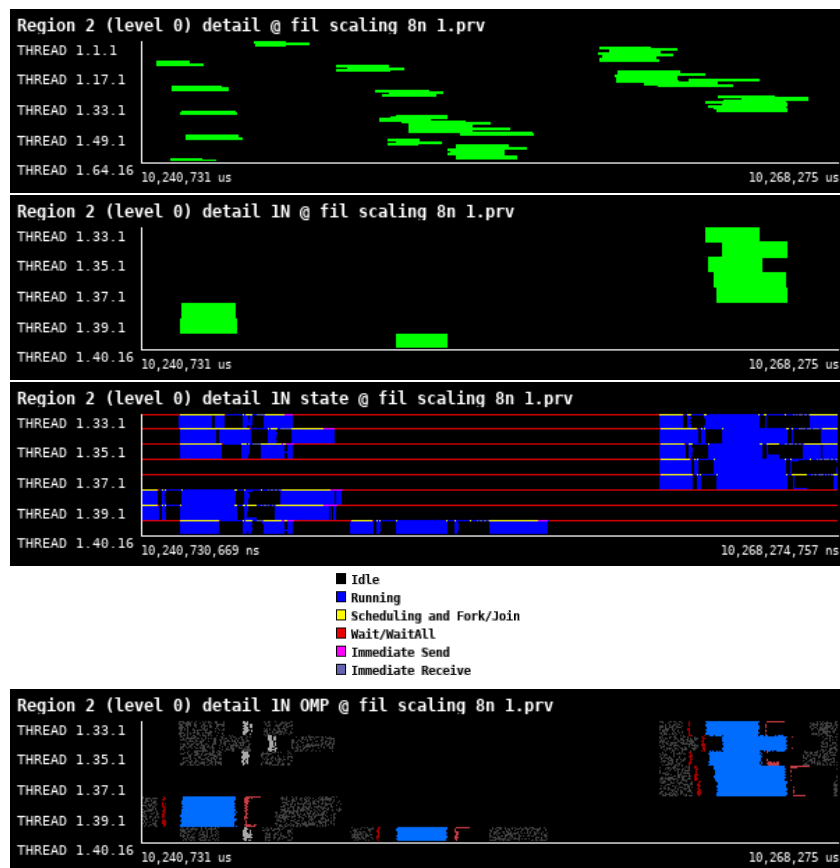 Region 2 (level 0) detail @ fil scaling 8n 1.prv
THREAD 1.1.1
THREAD 1.17.1
THREAD 1.33.1
THREAD 1.49.1
THREAD 1.64.16
10,240,731 us 10,268,275 us
Region 2 (level 0) detail 1N @ fil scaling 8n 1.prv
THREAD 1.33.1
THREAD 1.35.1
THREAD 1.37.1
THREAD 1.39.1
THREAD 1.40.16
10,240,731 us 10,268,275 us
Region 2 (level 0) detail 1N state @ fil scaling 8n 1.prv
THREAD 1.33.1
THREAD 1.35.1
THREAD 1.37.1
THREAD 1.39.1
THREAD 1.40.16
10,240,730,669 ns 10,268,274,757 ns
Idle
Running
Scheduling and Fork/Join
Wait/WaitAll
Immediate Send
Immediate Receive
Region 2 (level 0) detail 1N OMP @ fil scaling 8n 1.prv
THREAD 1.33.1
THREAD 1.35.1
THREAD 1.37.1
THREAD 1.39.1
THREAD 1.40.16
10,240,731 us 10,268,275 us